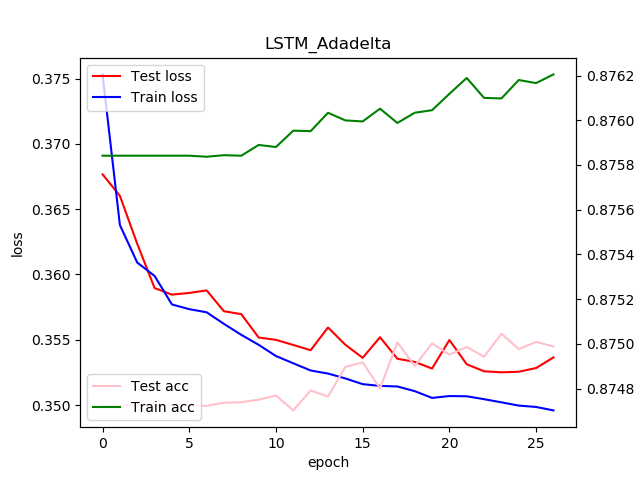 LSTM_Adadelta
Test loss
Train loss
Test acc
Train acc
loss
0.375
0.370
0.365
0.360
0.355
0.350
0.8762
0.8760
0.8758
0.8756
0.8754
0.8752
0.8750
0.8748
0 5 10 15 20 25
epoch